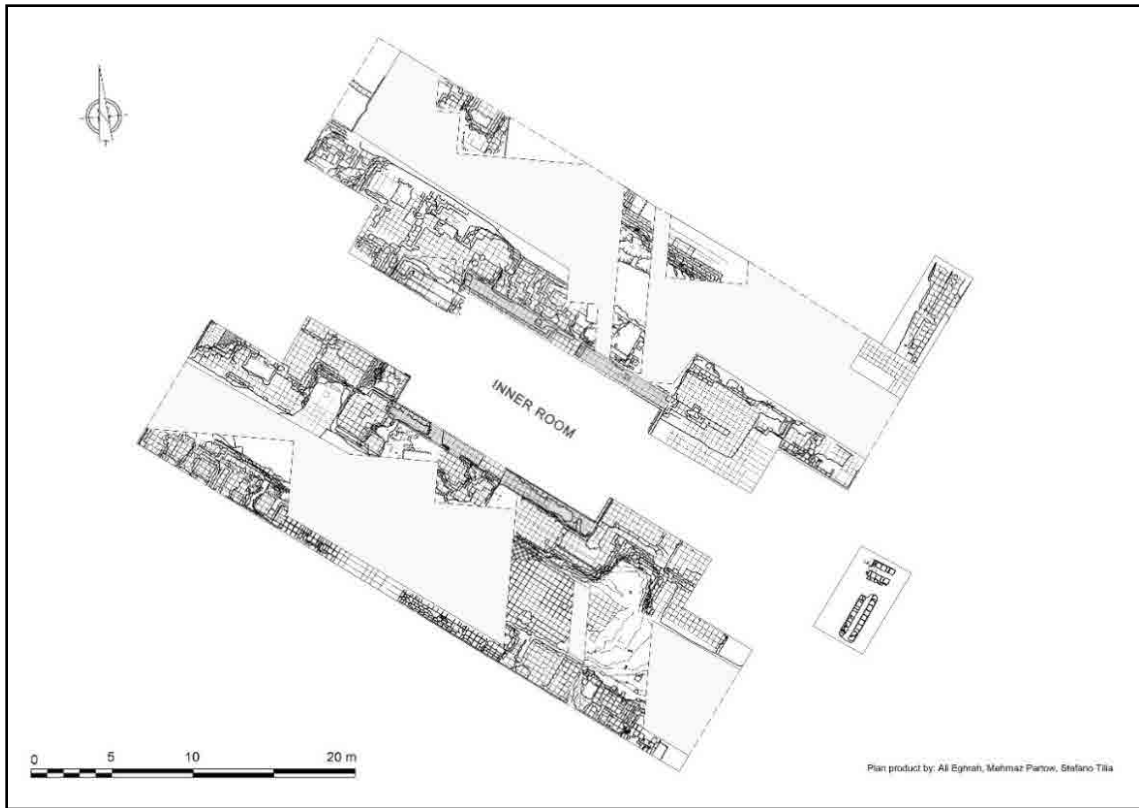 INNER ROOM
0 5 10 20 m
Plan product by: Ali Eghrah, Mehrnaz Partow, Stefano Tilia